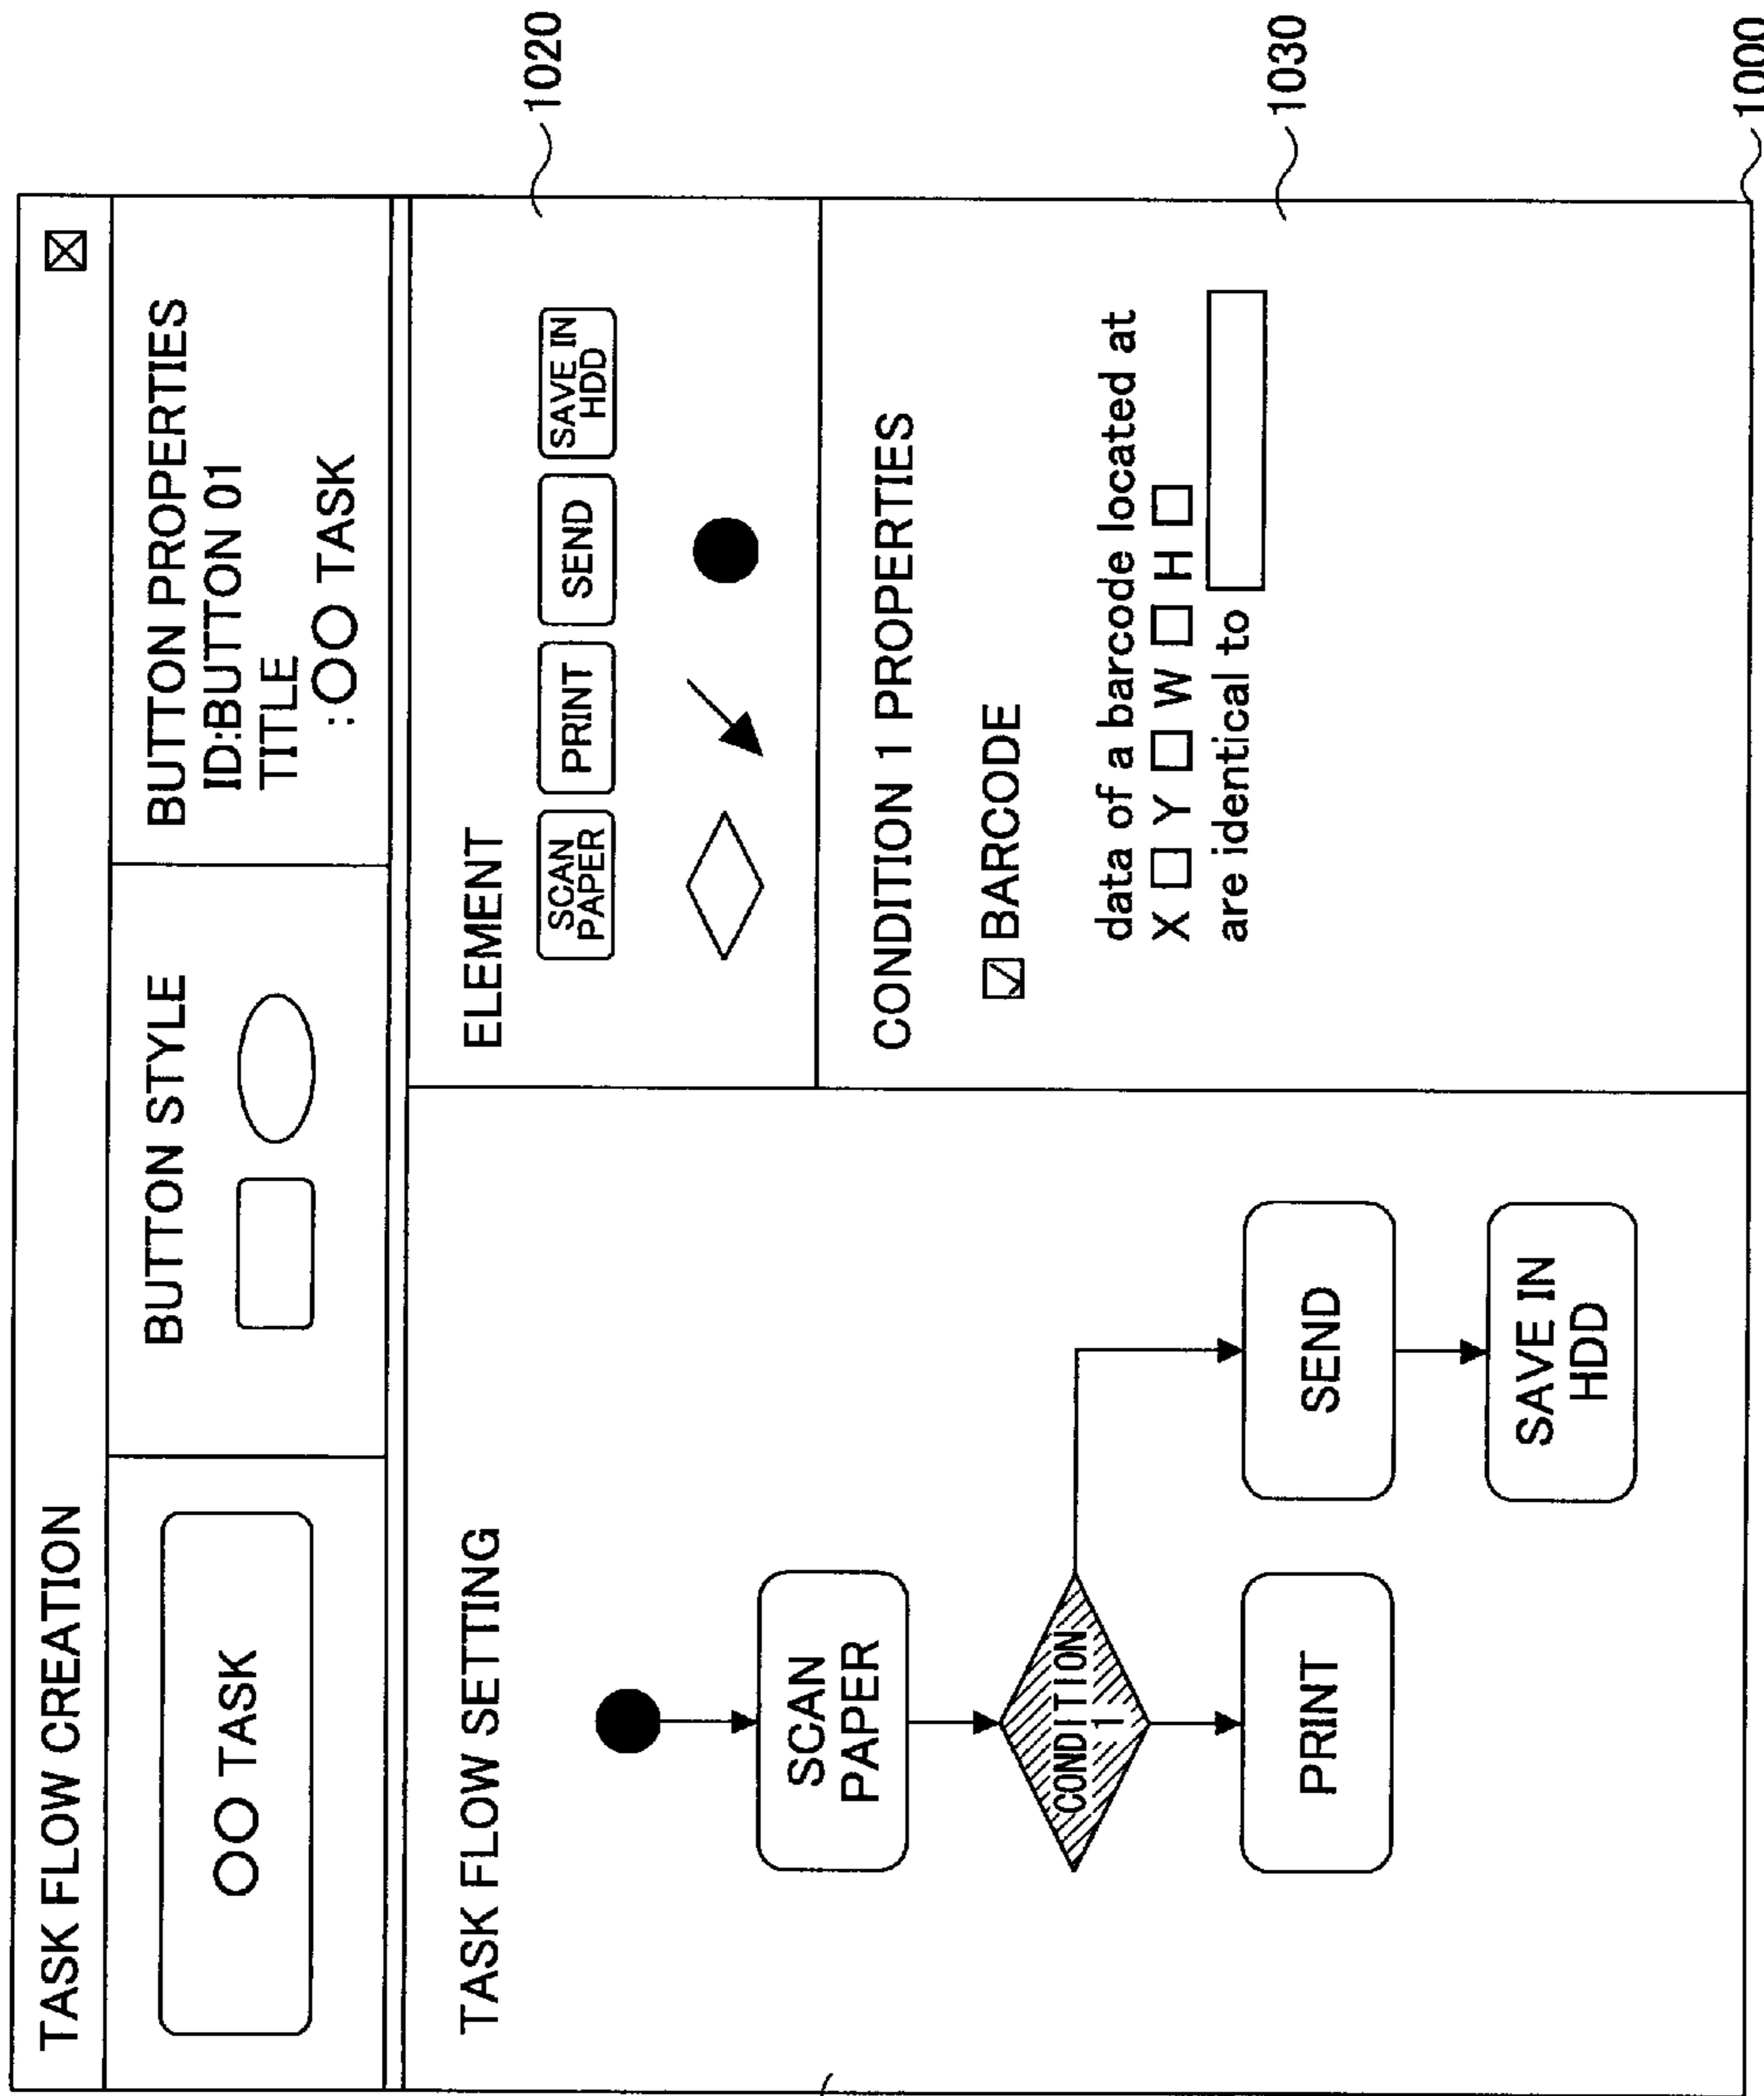 TASK FLOW CREATION
○○ TASK
BUTTON STYLE
BUTTON PROPERTIES
ID:BUTTON 01
TITLE
:○○ TASK
TASK FLOW SETTING
SCAN
PAPER
CONDITION
1
PRINT
SEND
SAVE IN
HDD
ELEMENT
SCAN
PAPER
PRINT
SEND
SAVE IN
HDD
1020
CONDITION 1 PROPERTIES
☑ BARCODE
data of a barcode located at
X □ Y □ W □ H □
are identical to
1030
1000